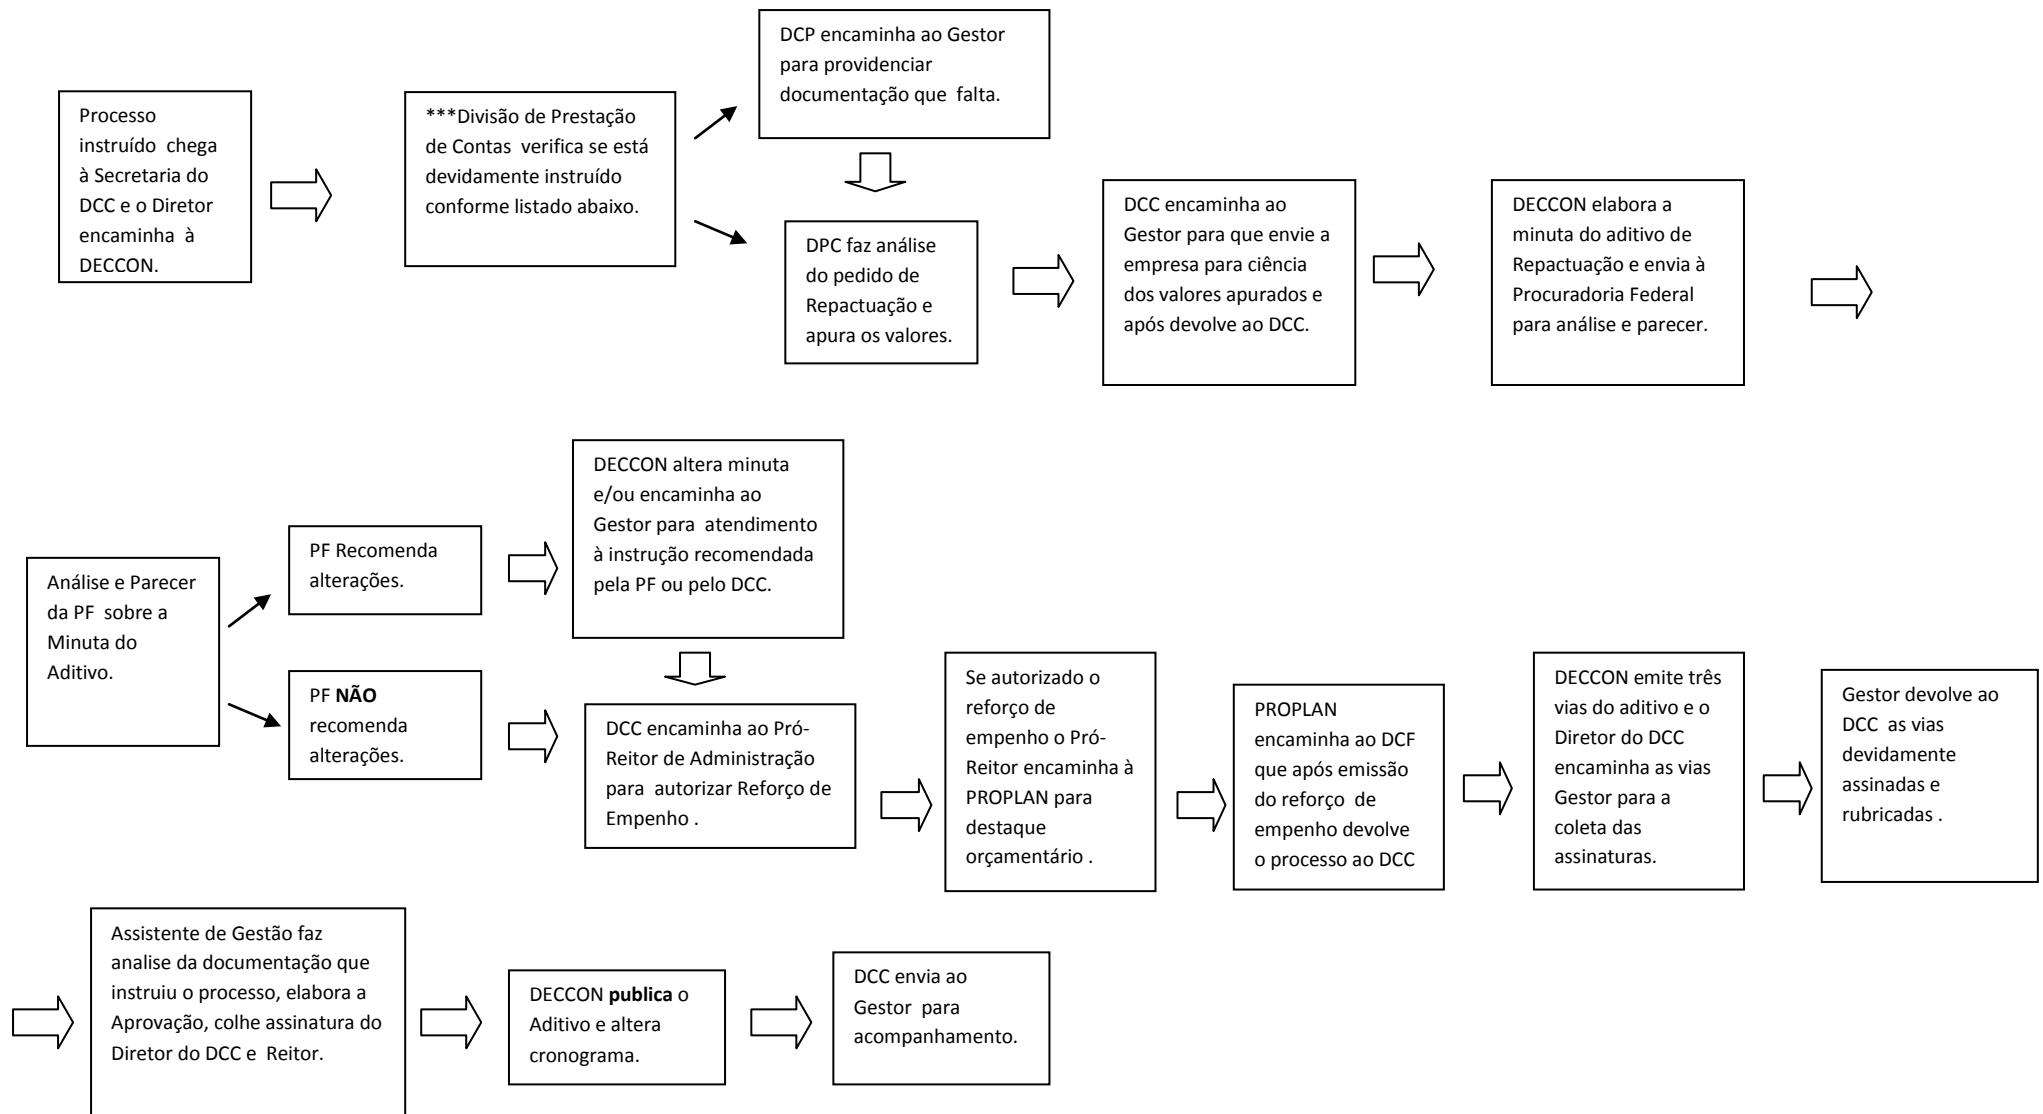 Processo
instruído chega
à Secretaria do
DCC e o Diretor
encaminha à
DECCON.
***Divisão de Prestação
de Contas verifica se está
devidamente instruído
conforme listado abaixo.
DCP encaminha ao Gestor
para providenciar
documentação que falta.
DPC faz análise
do pedido de
Repactuação e
apura os valores.
DCC encaminha ao
Gestor para que envie a
empresa para ciência
dos valores apurados e
após devolve ao DCC.
DECCON elabora a
minuta do aditivo de
Repactuação e envia à
Procuradoria Federal
para análise e parecer.
Análise e Parecer
da PF sobre a
Minuta do
Aditivo.
PF Recomenda
alterações.
PF NÃO
recomenda
alterações.
DECCON altera minuta
e/ou encaminha ao
Gestor para atendimento
à instrução recomendada
pela PF ou pelo DCC.
DCC encaminha ao Pró-
Reitor de Administração
para autorizar Reforço de
Empenho .
Se autorizado o
reforço de
empenho o Pró-
Reitor encaminha à
PROPLAN para
destaque
orçamentário .
PROPLAN
encaminha ao DCF
que após emissão
do reforço de
empenho devolve
o processo ao DCC
DECCON emite três
vias do aditivo e o
Diretor do DCC
encaminha as vias
Gestor para a
coleta das
assinaturas.
Gestor devolve ao
DCC as vias
devidamente
assinadas e
rubricadas .
Assistente de Gestão faz
analise da documentação que
instruiu o processo, elabora a
Aprovação, colhe assinatura do
Diretor do DCC e Reitor.
DECCON publica o
Aditivo e altera
cronograma.
DCC envia ao
Gestor para
acompanhamento.